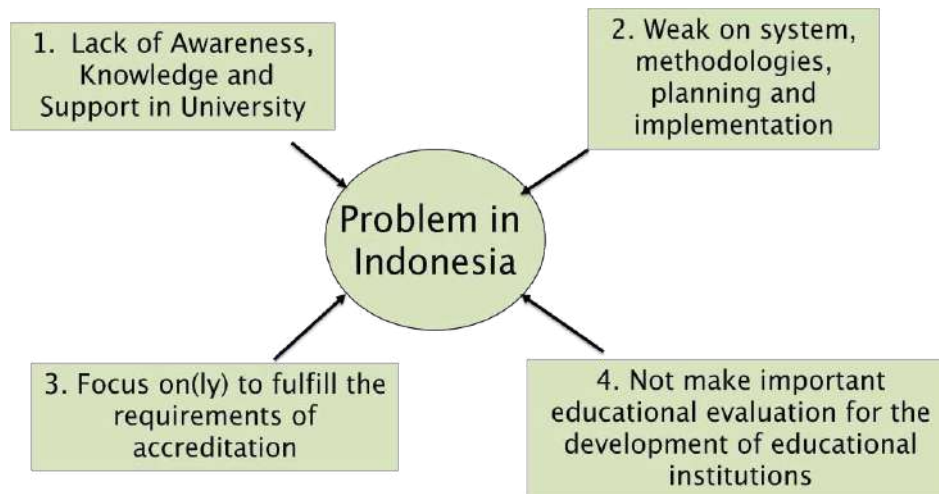 1. Lack of Awareness,
Knowledge and
Support in University
2. Weak on system,
methodologies,
planning and
implementation
Problem in
Indonesia
3. Focus on(ly) to fulfill the
requirements of
accreditation
4. Not make important
educational evaluation for the
development of educational
institutions